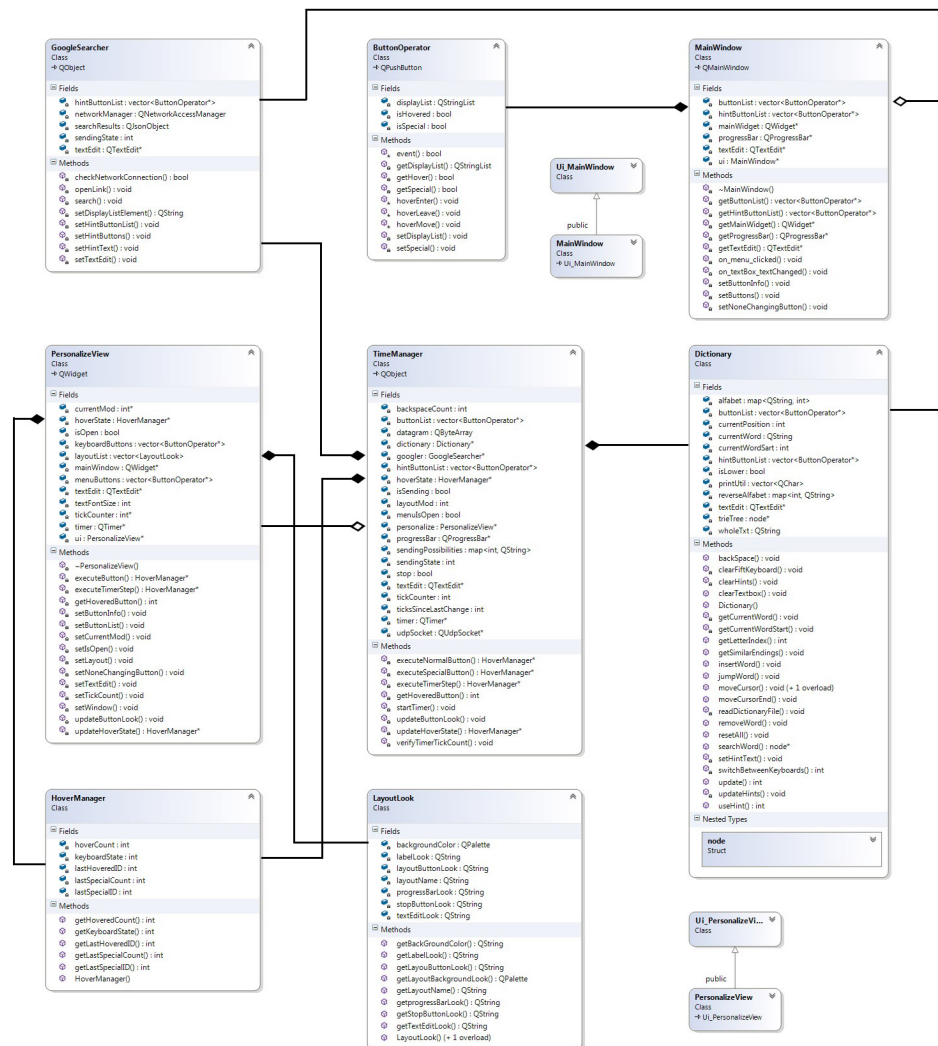 GoogleSearcher
Class
QObject
Fields
hintButtonList : vector<ButtonOperator*>
networkManager : QNetworkAccessManager
searchResults : QJsonObject
sendingState : int
textEdit : QTextEdit*
Methods
checkNetworkConnection() : bool
openLink() : void
search() : void
setDisplayListElement() : QString
setHintButtonList() : void
setHintButtons() : void
setHintText() : void
setTextEdit() : void
ButtonOperator
Class
QPushButton
Fields
displayList : QStringList
isHovered : bool
isSpecial : bool
Methods
event() : bool
getDisplayList() : QStringList
getHover() : bool
getSpecial() : bool
hoverEnter() : void
hoverLeave() : void
hoverMove() : void
setDisplayList() : void
setSpecial() : void
Ui_MainWindow
Class
public
MainWindow
Class
Ui_MainWindow
MainWindow
Class
QMainWindow
Fields
buttonList : vector<ButtonOperator*>
hintButtonList : vector<ButtonOperator*>
mainWidget : QWidget*
progressBar : QProgressBar*
textEdit : QTextEdit*
ui : MainWindow*
Methods
~MainWindow()
getButtonList() : vector<ButtonOperator*>
getHintButtonList() : vector<ButtonOperator*>
getMainWidget() : QWidget*
getProgressBar() : QProgressBar*
getTextEdit() : QTextEdit*
on_menu_clicked() : void
on_textBox_textChanged() : void
setButtonInfo() : void
setButtons() : void
setNoneChangingButton() : void
PersonalizeView
Class
QWidget
Fields
currentMod : int*
hoverState : HoverManager*
isOpen : bool
keyboardButtons : vector<ButtonOperator*>
layoutList : vector<LayoutLook>
mainWindow : QWidget*
menuButtons : vector<ButtonOperator*>
textEdit : QTextEdit*
textFontSize : int
tickCounter : int*
timer : QTimer*
ui : PersonalizeView*
Methods
~PersonalizeView()
executeButton() : HoverManager*
executeTimerStep() : HoverManager*
getHoveredButton() : int
setButtonInfo() : void
setButtonList() : void
setCurrentMod() : void
setIsOpen() : void
setLayout() : void
setNoneChangingButton() : void
setTextEdit() : void
setTickCount() : void
setWindow() : void
updateButtonLook() : void
updateHoverState() : HoverManager*
TimeManager
Class
QObject
Fields
backspaceCount : int
buttonList : vector<ButtonOperator*>
datagram : QByteArray
dictionary : Dictionary*
googler : GoogleSearcher*
hintButtonList : vector<ButtonOperator*>
hoverState : HoverManager*
isSending : bool
layoutMod : int
menuIsOpen : bool
personalize : PersonalizeView*
progressBar : QProgressBar*
sendingPossibilities : map<int, QString>
sendingState : int
stop : bool
textEdit : QTextEdit*
tickCounter : int
ticksSinceLastChange : int
timer : QTimer*
udpSocket : QUdpSocket*
Methods
executeNormalButton() : HoverManager*
executeSpecialButton() : HoverManager*
executeTimerStep() : HoverManager*
getHoveredButton() : int
startTimer() : void
updateButtonLook() : void
updateHoverState() : HoverManager*
verifyTimerTickCount() : void
Dictionary
Class
Fields
alfabet : map<QString, int>
buttonList : vector<ButtonOperator*>
currentPosition : int
currentWord : QString
currentWordSart : int
hintButtonList : vector<ButtonOperator*>
isLower : bool
printUtil : vector<QChar>
reverseAlfabet : map<int, QString>
textEdit : QTextEdit*
trieTree : node*
wholeTxt : QString
Methods
backSpace() : void
clearFiftKeyboard() : void
clearHints() : void
clearTextbox() : void
Dictionary()
getCurrentWord() : void
getCurrentWordStart() : void
getLetterIndex() : int
getSimilarEndings() : void
insertWord() : void
jumpWord() : void
moveCursor() : void (+ 1 overload)
moveCursorEnd() : void
readDictionaryFile() : void
removeWord() : void
resetAll() : void
searchWord() : node*
setHintText() : void
switchBetweenKeyboards() : int
update() : int
updateHints() : void
useHint() : int
Nested Types
node
Struct
HoverManager
Class
Fields
hoverCount : int
keyboardState : int
lastHoveredID : int
lastSpecialCount : int
lastSpecialID : int
Methods
getHoveredCount() : int
getKeyboardState() : int
getLastHoveredID() : int
getLastSpecialCount() : int
getLastSpecialID() : int
HoverManager()
LayoutLook
Class
Fields
backgroundColor : QPalette
labelLook : QString
layoutButtonLook : QString
layoutName : QString
progressBarLook : QString
stopButtonLook : QString
textEditLook : QString
Methods
getBackGroundColor() : QString
getLabelLook() : QString
getLayouButtonLook() : QString
getLayoutBackgroundLook() : QPalette
getLayoutName() : QString
getprogressBarLook() : QString
getStopButtonLook() : QString
getTextEditLook() : QString
LayoutLook() (+ 1 overload)
Ui_PersonalizeVi...
Class
public
PersonalizeView
Class
Ui_PersonalizeView